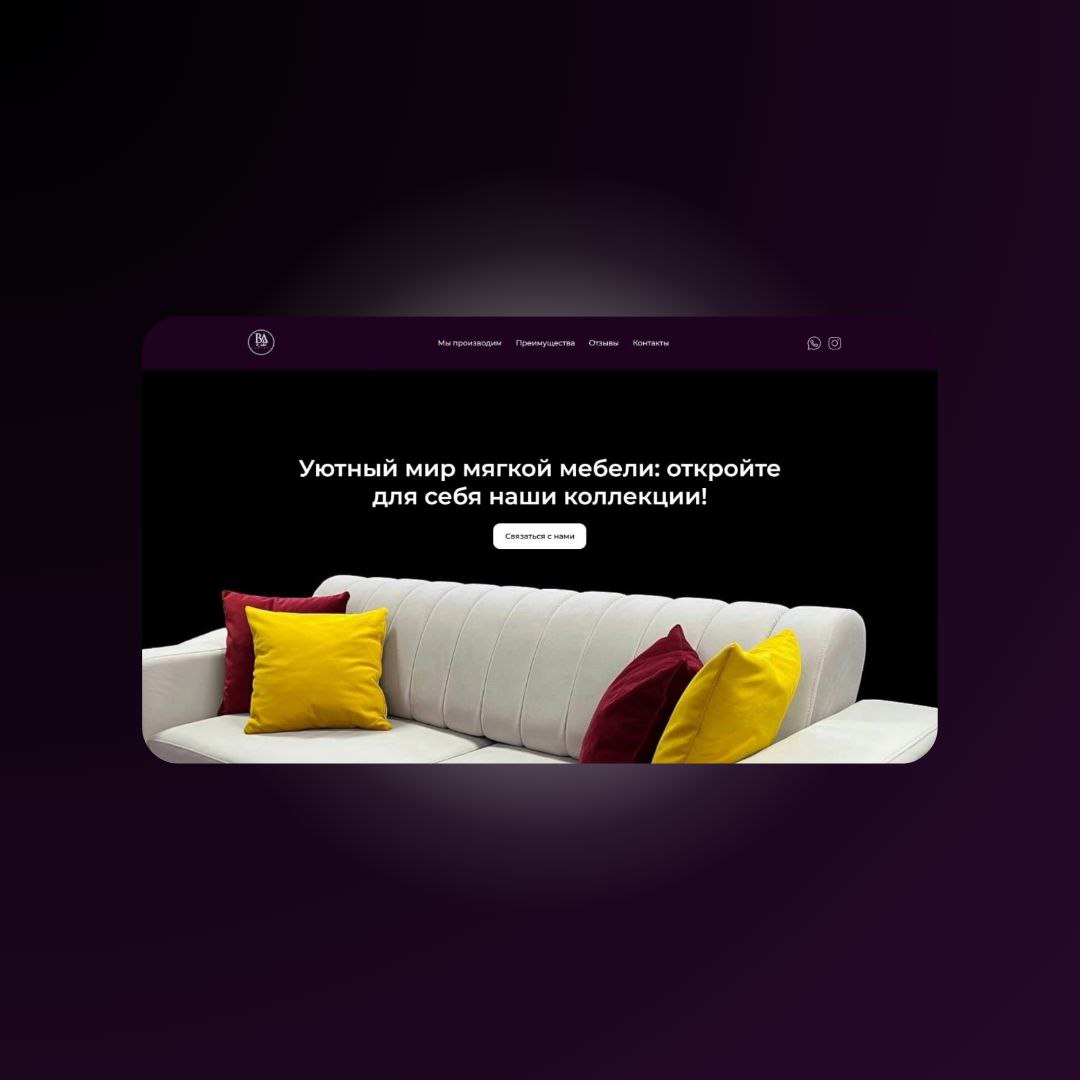 BA
Мы производим
Преимущества
Отзывы
Контакты
Уютный мир мягкой мебели: откройте
для себя наши коллекции!
Связаться с нами